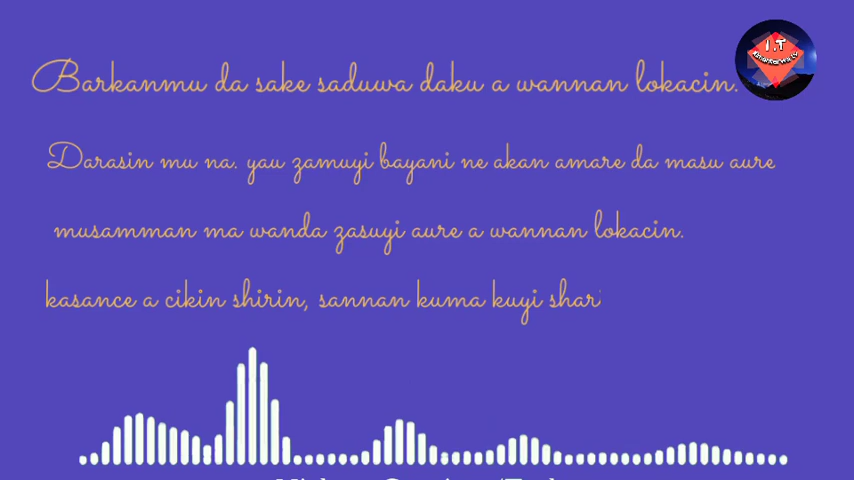 Barkanmu da sake saduwa daku a wannan lokacin.
I.T
Darasin mu na. yau zamuyi bayani ne akan amare da masu aure
musamman ma wanda zasuyi aure a wannan lokacin.
kasance a cikin shirin, sannan kuma kuyi shar